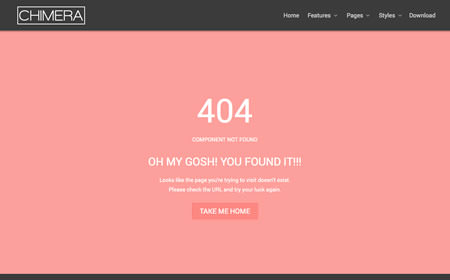 CHIMERA
Home Features Pages Styles Download
404
COMPONENT NOT FOUND
OH MY GOSH! YOU FOUND IT!!!
Looks like the page you're trying to visit doesn't exist.
Please check the URL and try your luck again.
TAKE ME HOME